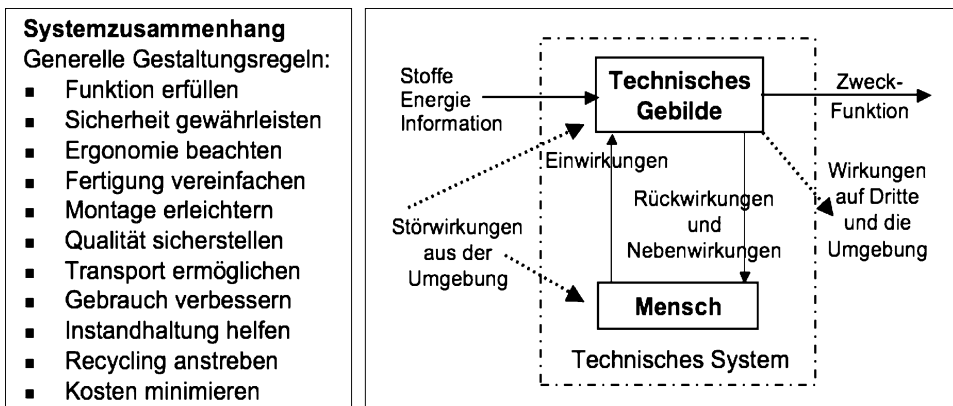 Systemzusammenhang
Generelle Gestaltungsregeln:
▪ Funktion erfüllen
▪ Sicherheit gewährleisten
▪ Ergonomie beachten
▪ Fertigung vereinfachen
▪ Montage erleichtern
▪ Qualität sicherstellen
▪ Transport ermöglichen
▪ Gebrauch verbessern
▪ Instandhaltung helfen
▪ Recycling anstreben
▪ Kosten minimieren
Stoffe
Energie
Information
Technisches
Gebilde
Zweck-
Funktion
Einwirkungen
Störwirkungen
aus der
Umgebung
Rückwirkungen
und
Nebenwirkungen
Wirkungen
auf Dritte
und die
Umgebung
Mensch
Technisches System